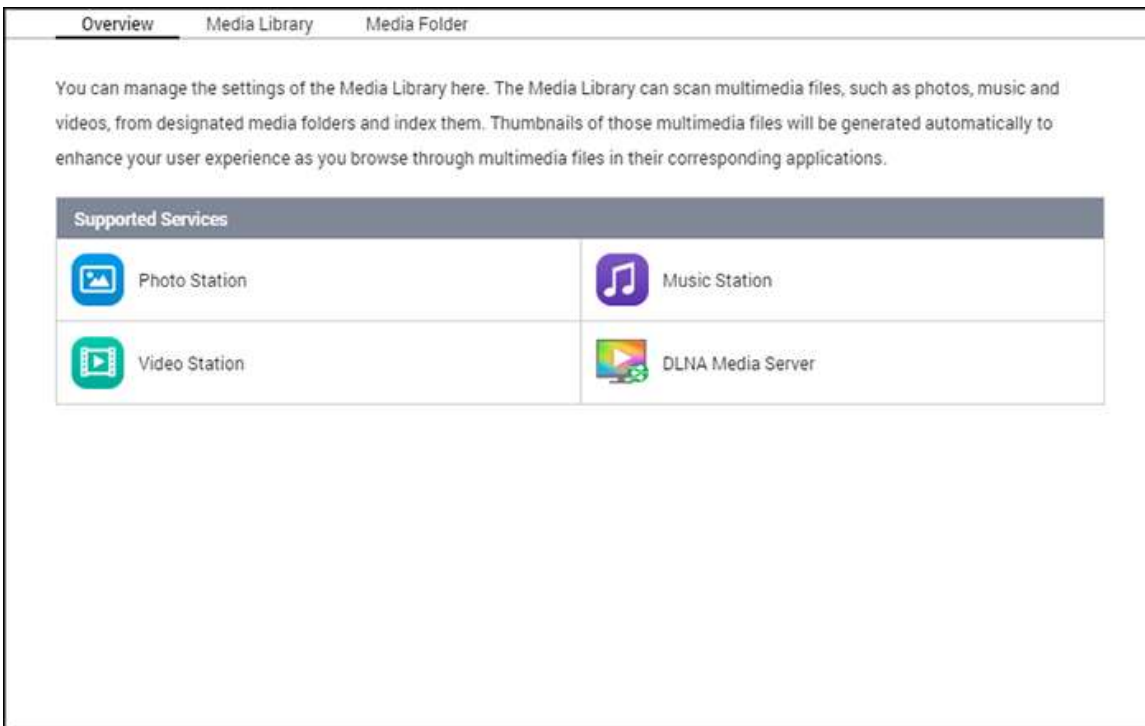 Overview Media Library Media Folder
You can manage the settings of the Media Library here. The Media Library can scan multimedia files, such as photos, music and
videos, from designated media folders and index them. Thumbnails of those multimedia files will be generated automatically to
enhance your user experience as you browse through multimedia files in their corresponding applications.
Supported Services
Photo Station Music Station
Video Station DLNA Media Server